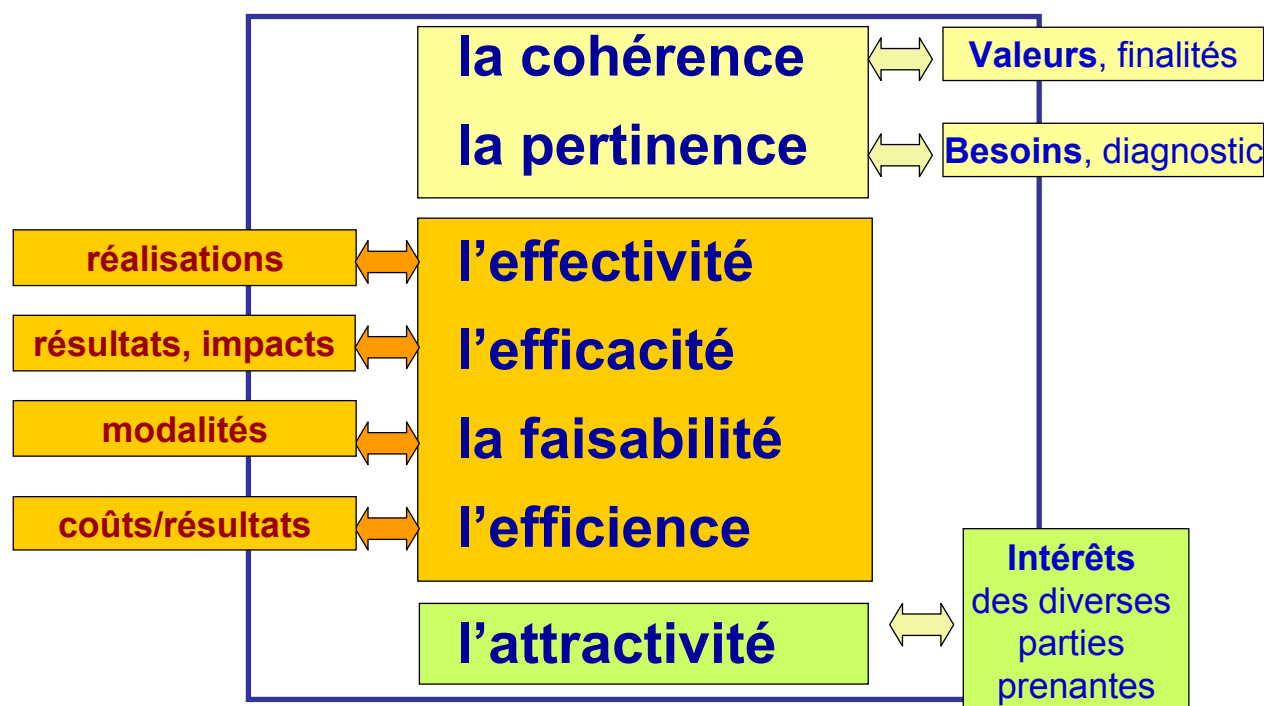 la cohérence
Valeurs, finalités
la pertinence
Besoins, diagnostic
réalisations
l’effectivité
résultats, impacts
l’efficacité
modalités
la faisabilité
coûts/résultats
l’efficience
l’attractivité
Intérêts
des diverses
parties
prenantes